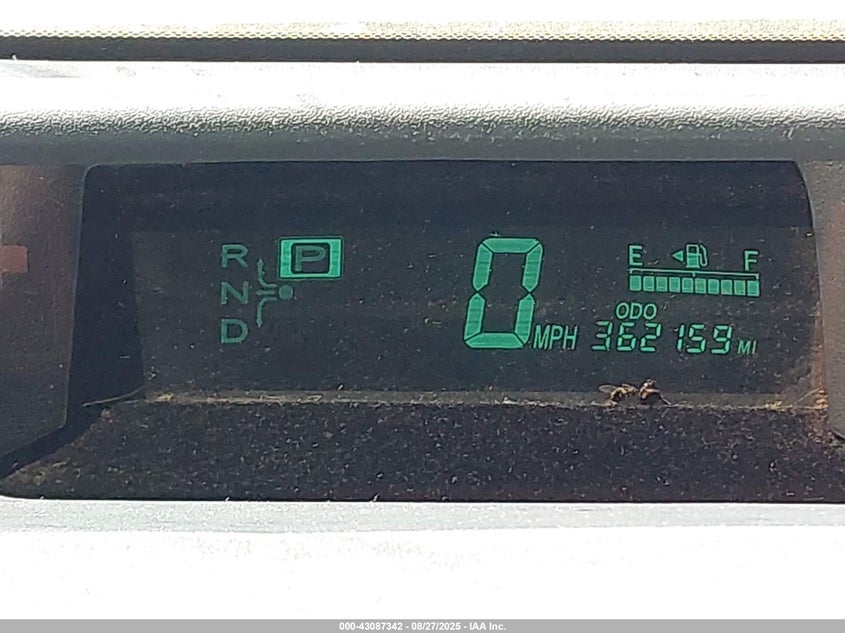 R P
N
D
0 MPH
E F
ODO
362159 MI
000-43087342 - 08/27/2025 - IAA Inc.